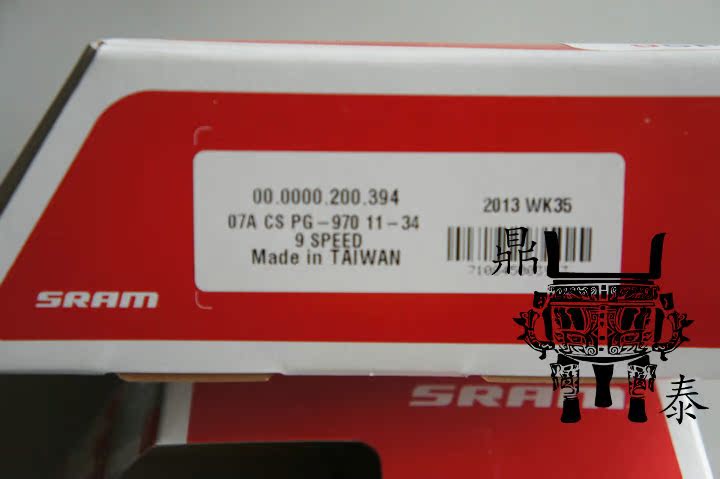 00.0000.200.394
07A CS PG-970 11-34
9 SPEED
Made in TAIWAN
2013 WK35
SRAM
鼎
泰
SRAM